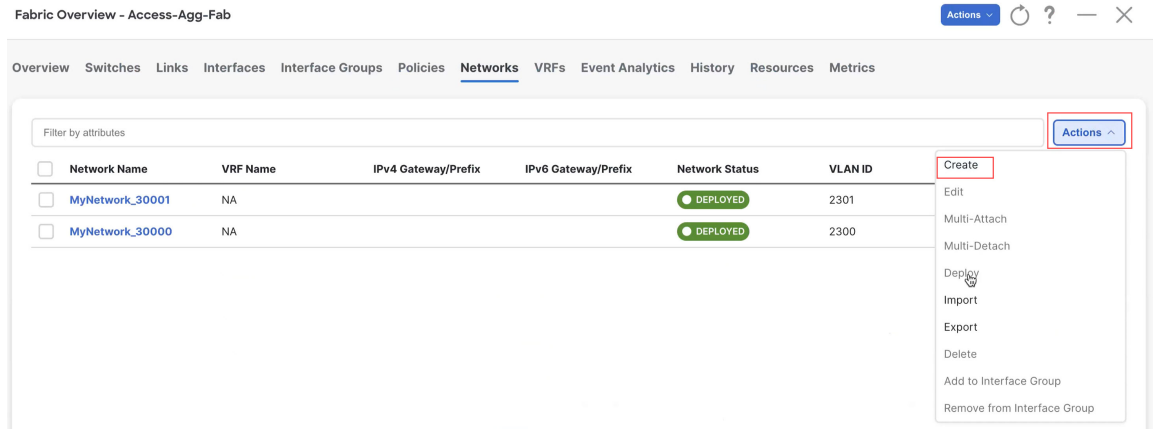 Fabric Overview - Access-Agg-Fab
Actions
?
Overview Switches Links Interfaces Interface Groups Policies Networks VRFs Event Analytics History Resources Metrics
Filter by attributes
Actions
Network Name VRF Name IPv4 Gateway/Prefix IPv6 Gateway/Prefix Network Status VLAN ID
MyNetwork_30001 NA DEPLOYED 2301
MyNetwork_30000 NA DEPLOYED 2300
Create
Edit
Multi-Attach
Multi-Detach
Deploy
Import
Export
Delete
Add to Interface Group
Remove from Interface Group